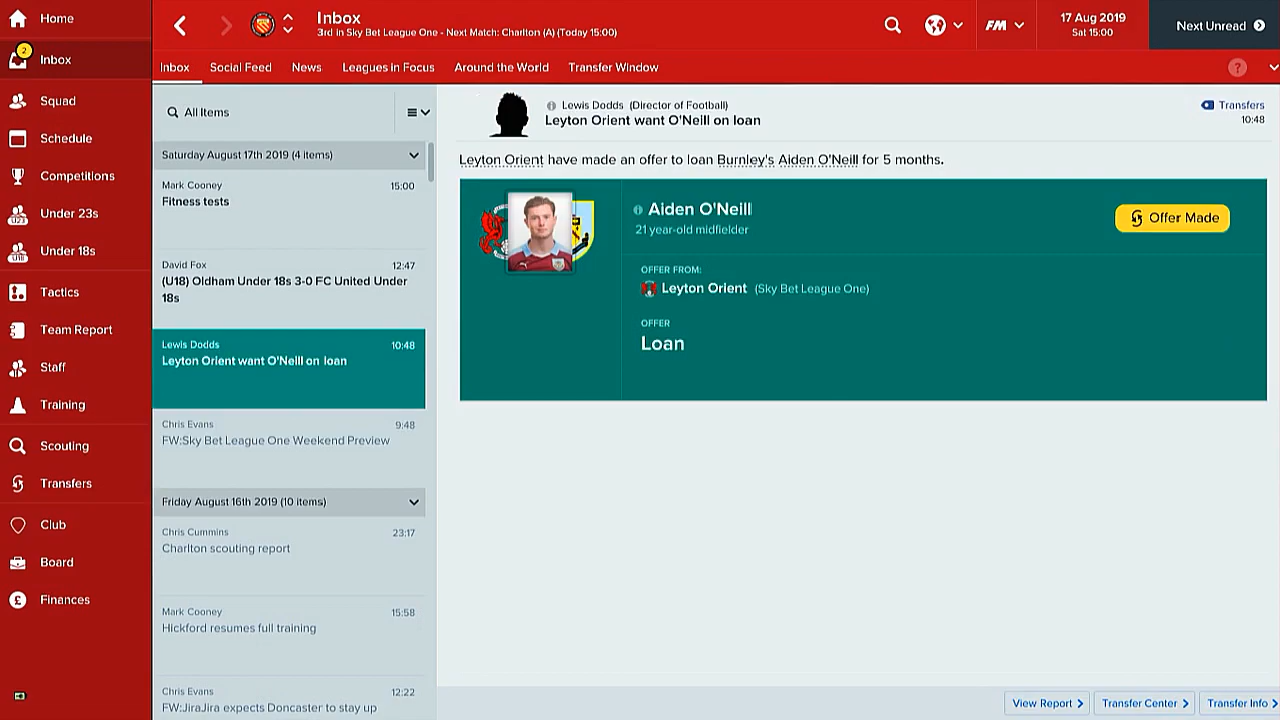 Home
2
Inbox
Squad
Schedule
Competitions
U23
Under 23s
U18
Under 18s
Tactics
Team Report
Staff
Training
Scouting
Transfers
Club
Board
Finances
Inbox
3rd in Sky Bet League One - Next Match: Charlton (A) (Today 15:00)
FM
17 Aug 2019
Sat 15:00
Next Unread
Inbox Social Feed News Leagues in Focus Around the World Transfer Window
?
All Items
Saturday August 17th 2019 (4 items)
Mark Cooney 15:00
Fitness tests
David Fox 12:47
(U18) Oldham Under 18s 3-0 FC United Under
18s
Lewis Dodds 10:48
Leyton Orient want O'Neill on loan
Chris Evans 9:48
FW:Sky Bet League One Weekend Preview
Friday August 16th 2019 (10 items)
Chris Cummins 23:17
Charlton scouting report
Mark Cooney 15:58
Hickford resumes full training
Chris Evans 12:22
FW:JiraJira expects Doncaster to stay up
Lewis Dodds (Director of Football)
Leyton Orient want O'Neill on loan
Transfers
10:48
Leyton Orient have made an offer to loan Burnley's Aiden O'Neill for 5 months.
Aiden O'Neill
21 year-old midfielder
Offer Made
OFFER FROM:
Leyton Orient (Sky Bet League One)
OFFER
Loan
View Report
Transfer Center
Transfer Info